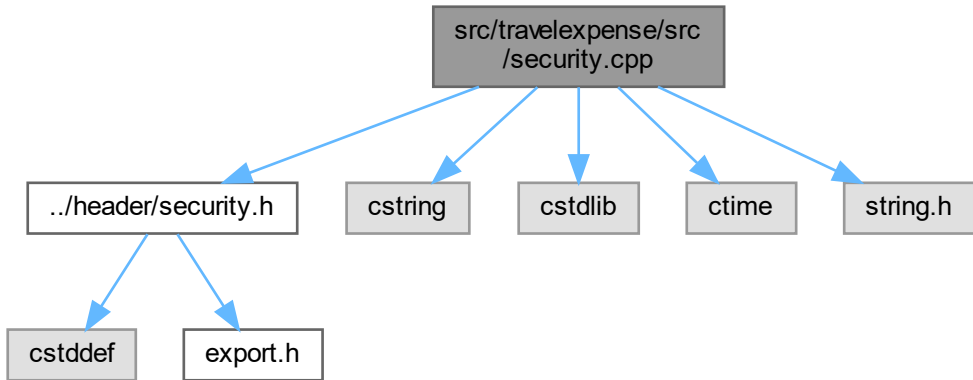 src/travelexpense/src
/security.cpp
../header/security.h
cstring
cstdlib
ctime
string.h
cstddef
export.h